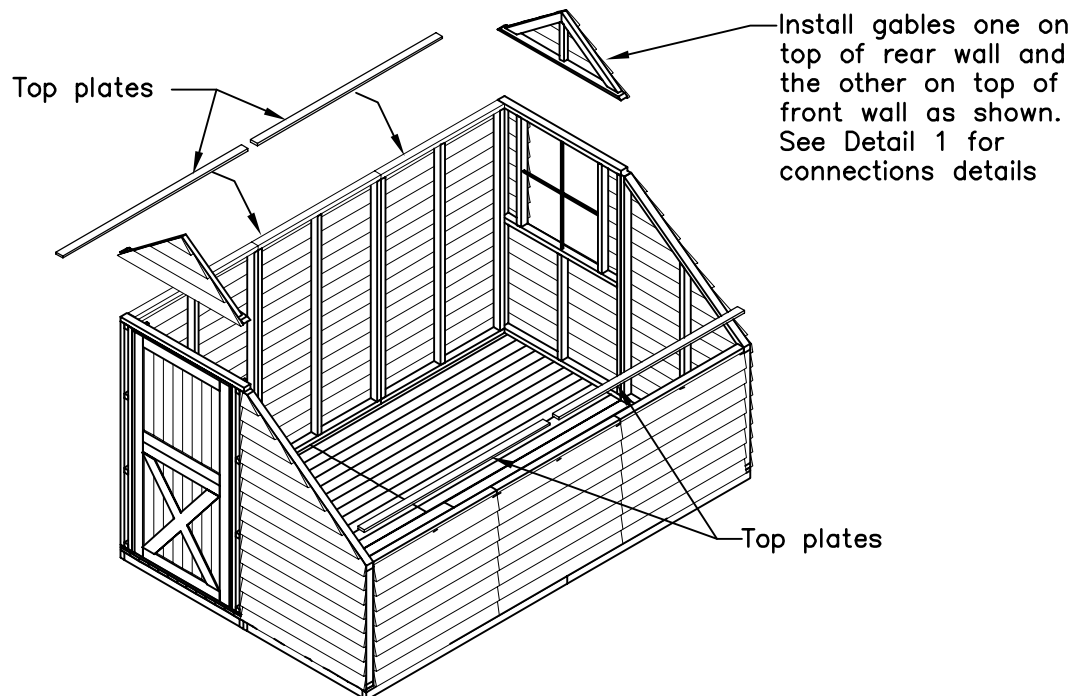 Install gables one on
top of rear wall and
the other on top of
front wall as shown.
See Detail 1 for
connections details
Top plates
Top plates